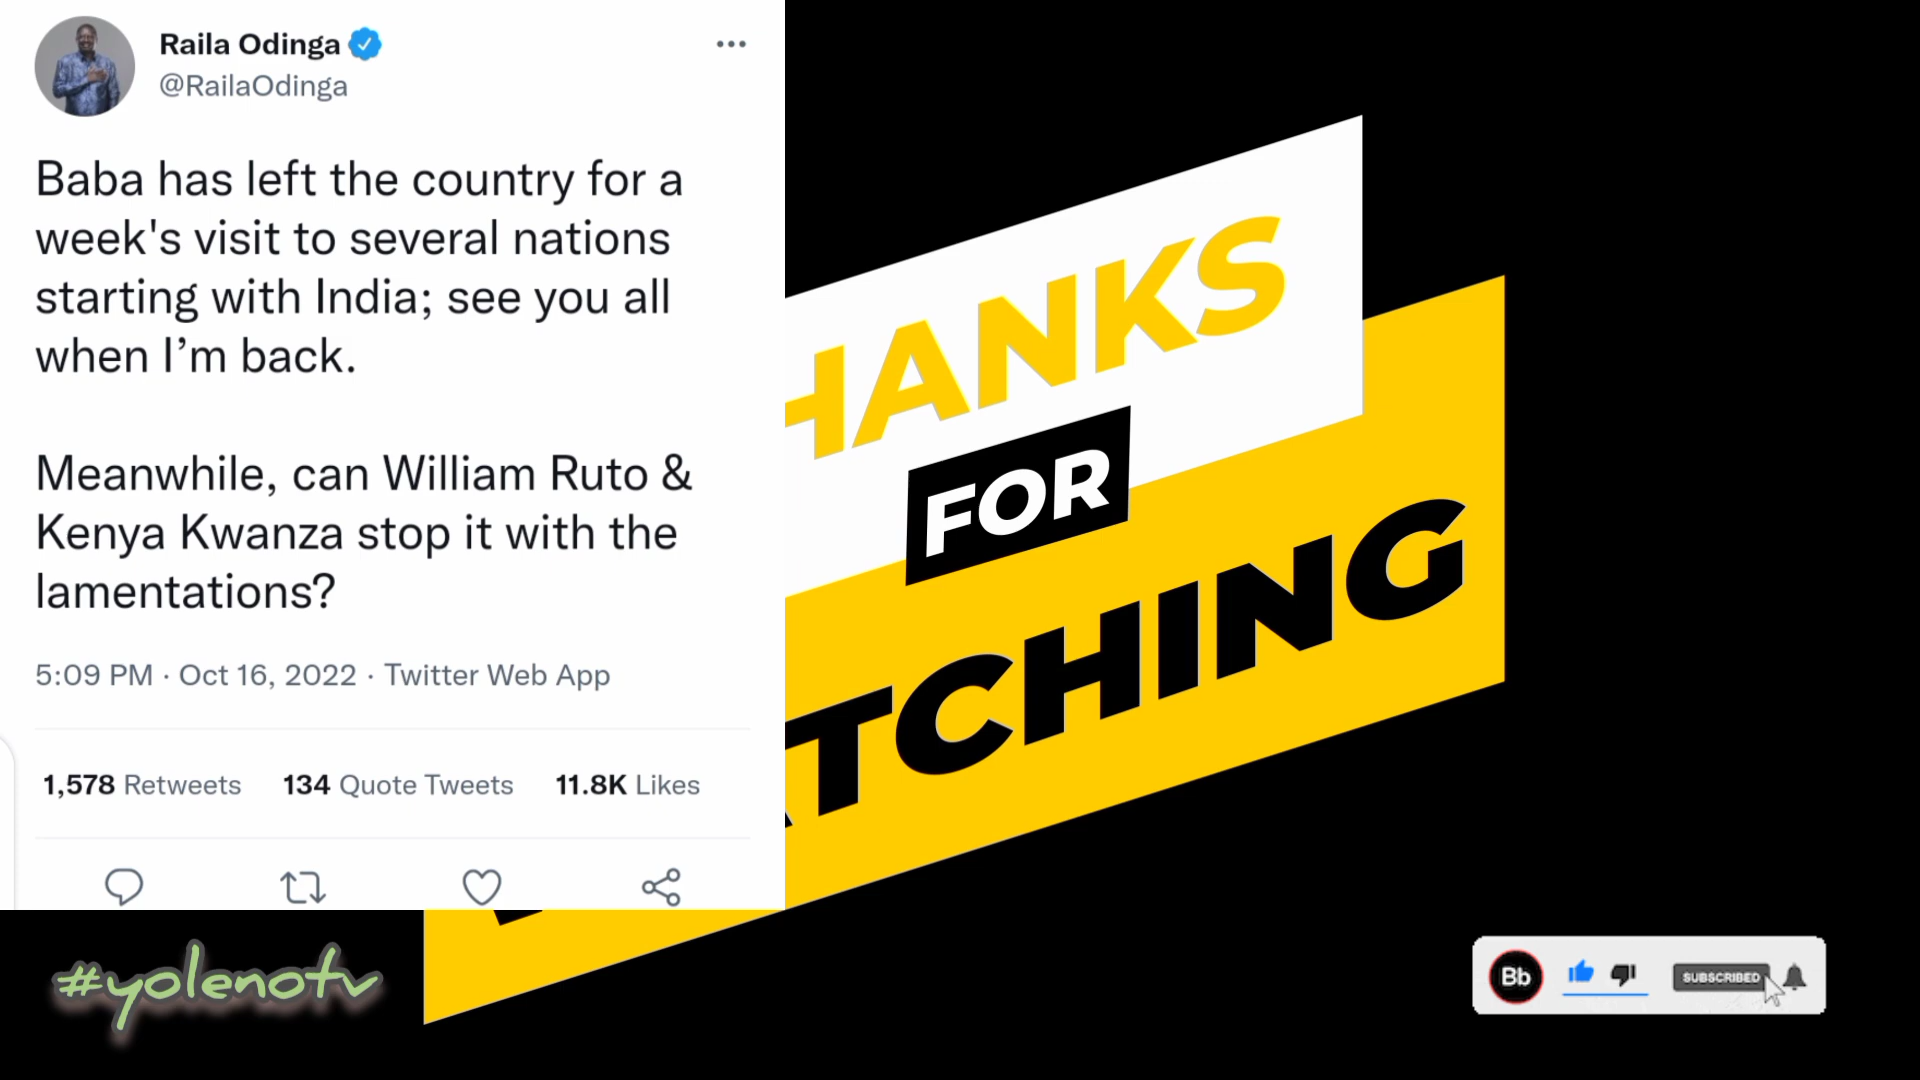 Raila Odinga
@RailaOdinga
Baba has left the country for a
week's visit to several nations
starting with India; see you all
when I’m back.
Meanwhile, can William Ruto &
Kenya Kwanza stop it with the
lamentations?
5:09 PM · Oct 16, 2022 · Twitter Web App
1,578 Retweets 134 Quote Tweets 11.8K Likes
HANKS
FOR
TCHING
#yolenotv
Bb
SUBSCRIBED